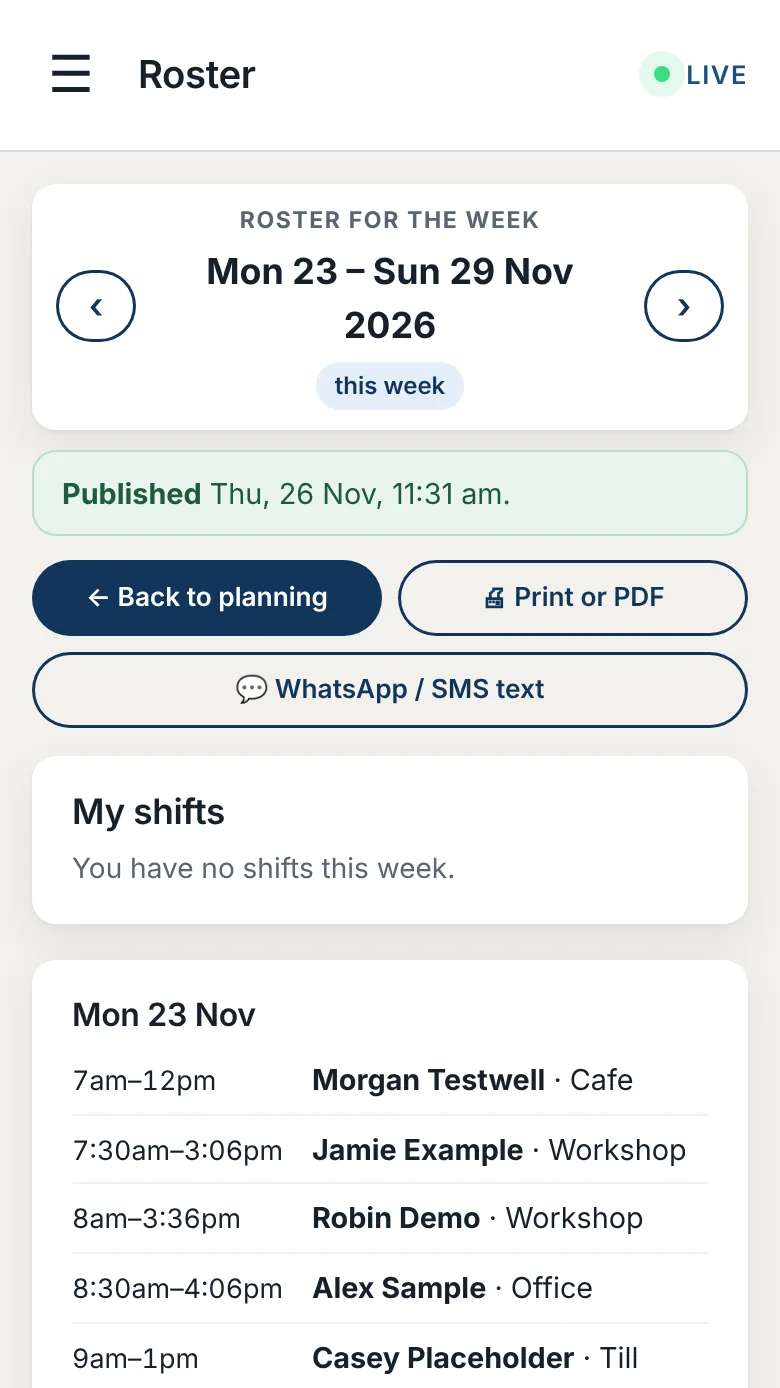 ☰ Roster LIVE
ROSTER FOR THE WEEK
‹ Mon 23 – Sun 29 Nov ›
2026
this week
Published Thu, 26 Nov, 11:31 am.
← Back to planning 🖨 Print or PDF
💬 WhatsApp / SMS text
My shifts
You have no shifts this week.
Mon 23 Nov
7am–12pm Morgan Testwell · Cafe
7:30am–3:06pm Jamie Example · Workshop
8am–3:36pm Robin Demo · Workshop
8:30am–4:06pm Alex Sample · Office
9am–1pm Casey Placeholder · Till